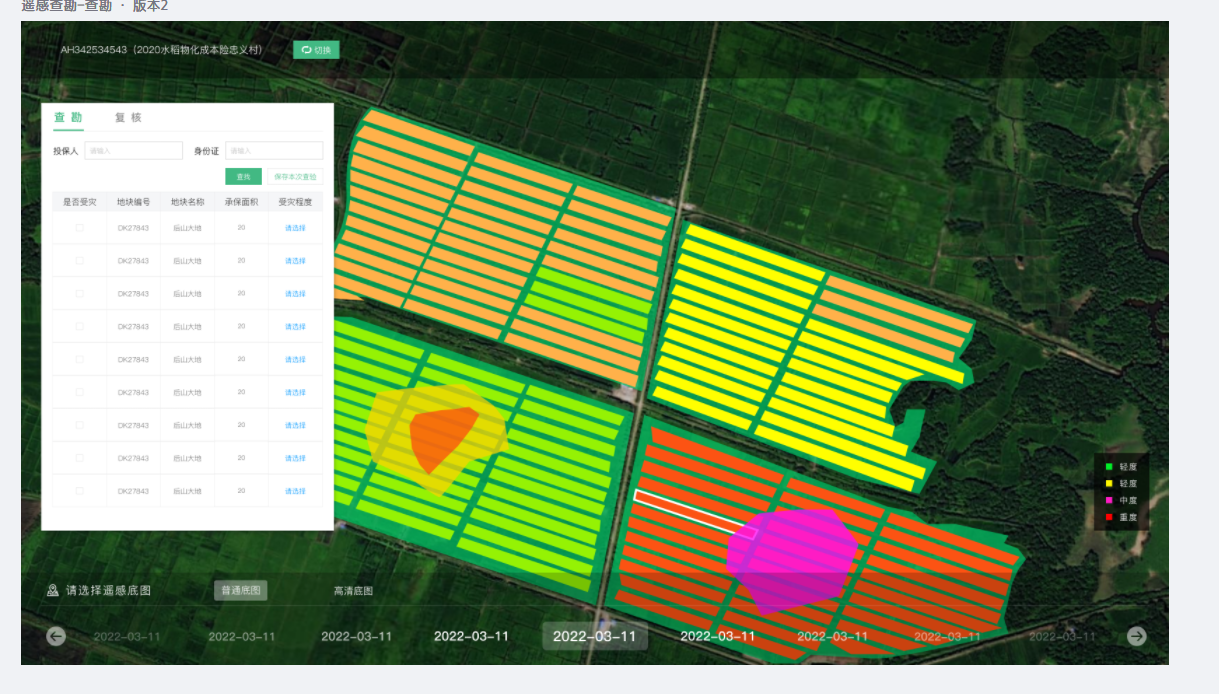 遥感查勘-查勘 · 版本2
AH342534543（2020水稻物化成本险忠义村）
切换
查 勘 复 核
投保人 请输入 身份证 请输入
查询 保存本次查验
是否受灾 地块编号 地块名称 承保面积 受灾程度
DK27843 后山大地 20 请选择
DK27843 后山大地 20 请选择
DK27843 后山大地 20 请选择
DK27843 后山大地 20 请选择
DK27843 后山大地 20 请选择
DK27843 后山大地 20 请选择
DK27843 后山大地 20 请选择
DK27843 后山大地 20 请选择
DK27843 后山大地 20 请选择
轻度
轻度
中度
重度
请选择遥感底图 普通底图 高清底图
2022-03-11 2022-03-11 2022-03-11 2022-03-11 2022-03-11 2022-03-11 2022-03-11 2022-03-11 2022-03-11